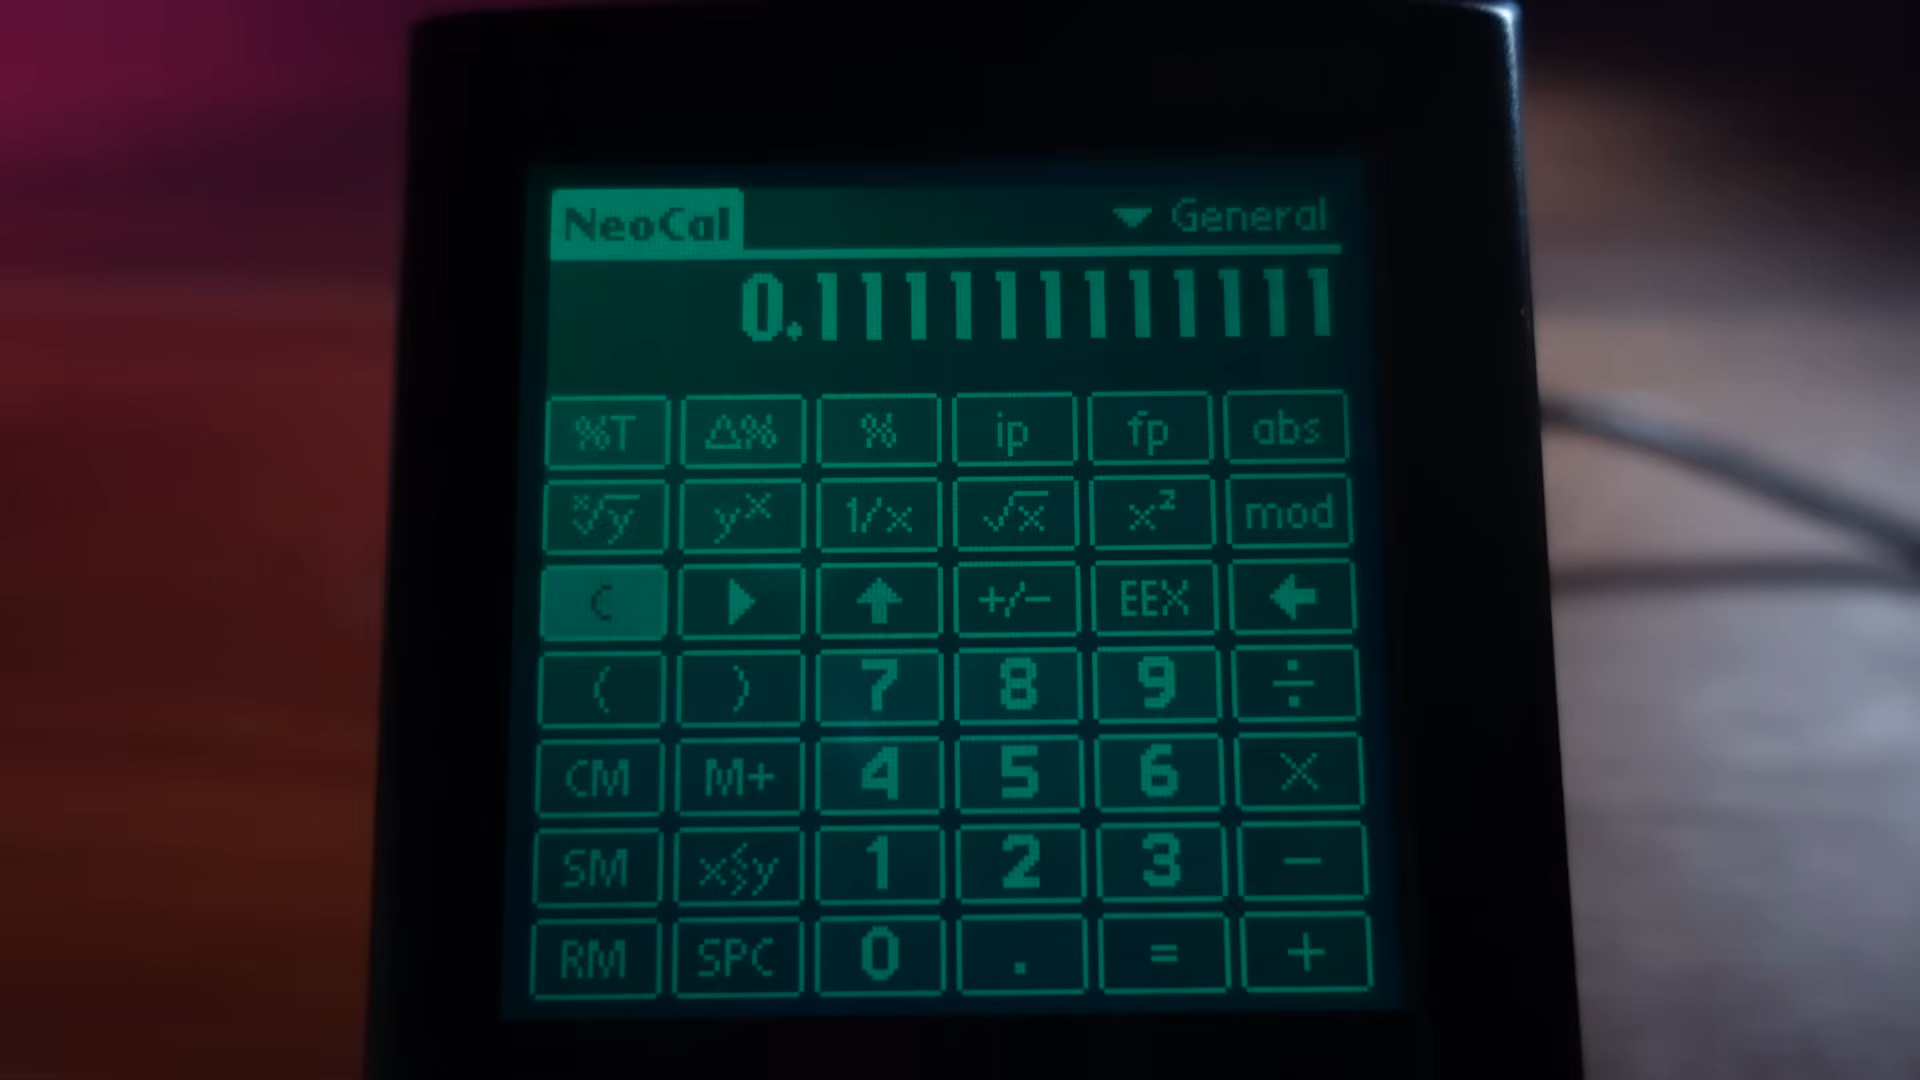 NeoCal ▼ General
0.111111111111
%T Δ% % ip fp abs
ˣ√y yˣ 1/x √x x² mod
C ▶ ⬆ +/− EEX ⬅
( ) 7 8 9 ÷
CM M+ 4 5 6 ×
SM x⸾y 1 2 3 −
RM SPC 0 . = +